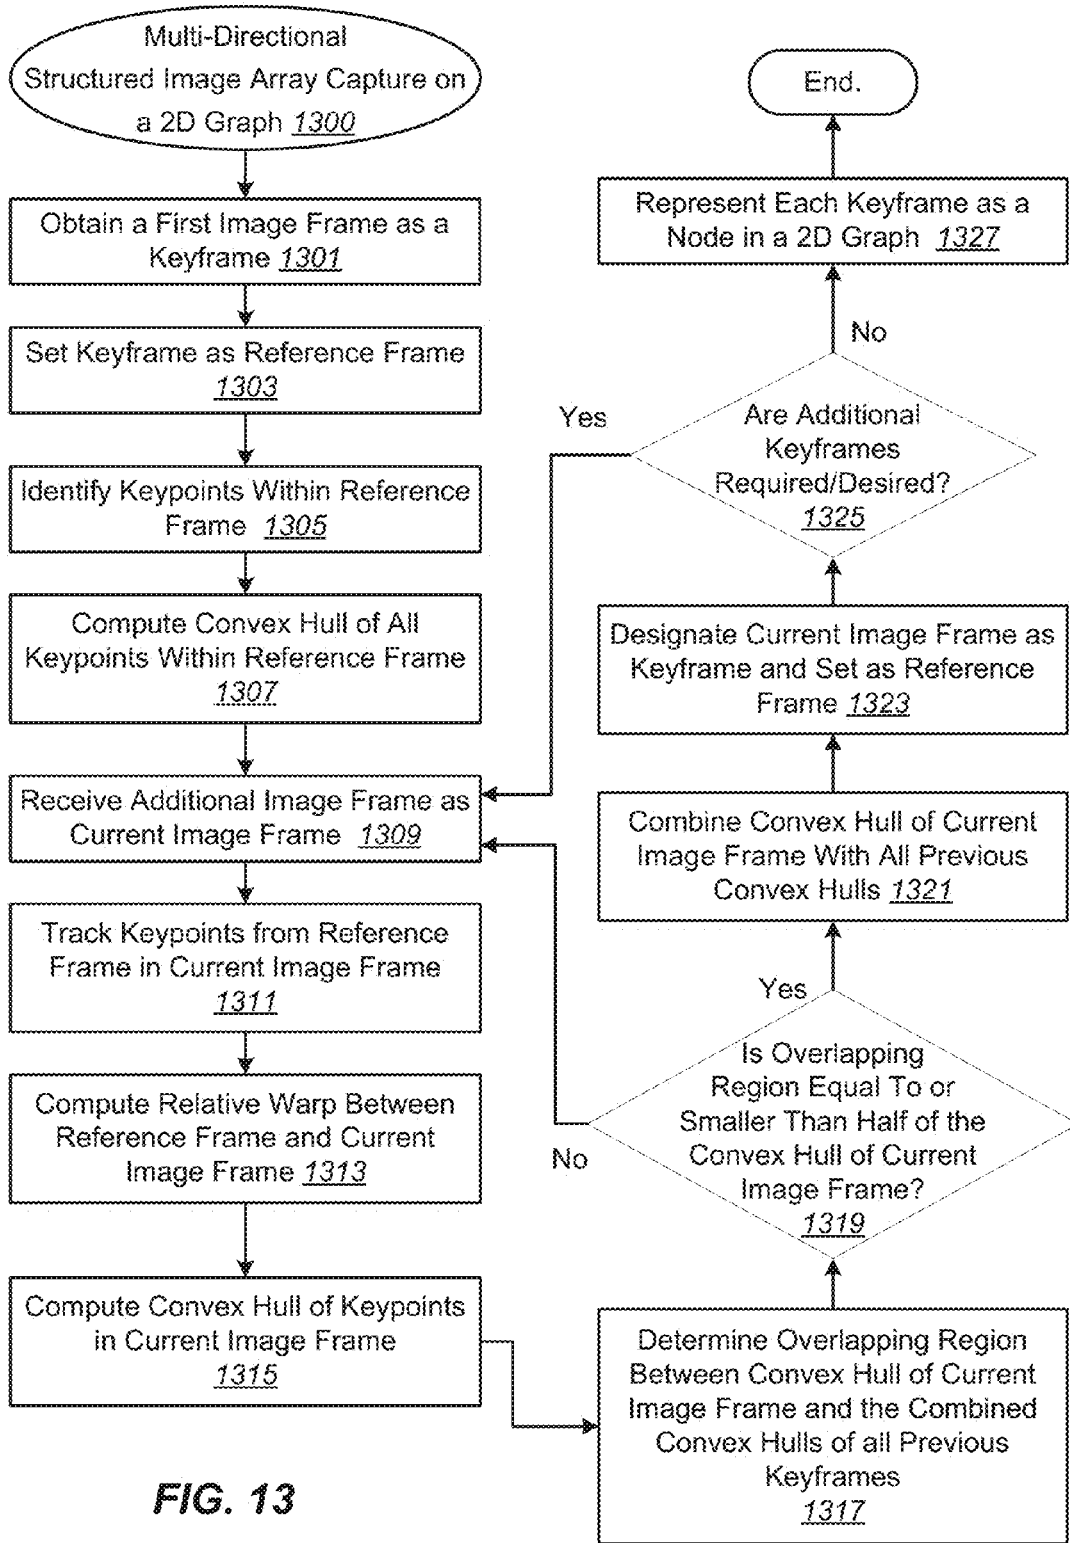 Multi-Directional
Structured Image Array Capture on
a 2D Graph 1300
Obtain a First Image Frame as a
Keyframe 1301
Set Keyframe as Reference Frame
1303
Identify Keypoints Within Reference
Frame 1305
Compute Convex Hull of All
Keypoints Within Reference Frame
1307
Receive Additional Image Frame as
Current Image Frame 1309
Track Keypoints from Reference
Frame in Current Image Frame
1311
Compute Relative Warp Between
Reference Frame and Current
Image Frame 1313
Compute Convex Hull of Keypoints
in Current Image Frame
1315
Determine Overlapping Region
Between Convex Hull of Current
Image Frame and the Combined
Convex Hulls of all Previous
Keyframes
1317
Is Overlapping
Region Equal To or
Smaller Than Half of the
Convex Hull of Current
Image Frame?
1319
No
Yes
Combine Convex Hull of Current
Image Frame With All Previous
Convex Hulls 1321
Designate Current Image Frame as
Keyframe and Set as Reference
Frame 1323
Are Additional
Keyframes
Required/Desired?
1325
Yes
No
Represent Each Keyframe as a
Node in a 2D Graph 1327
End.
FIG. 13